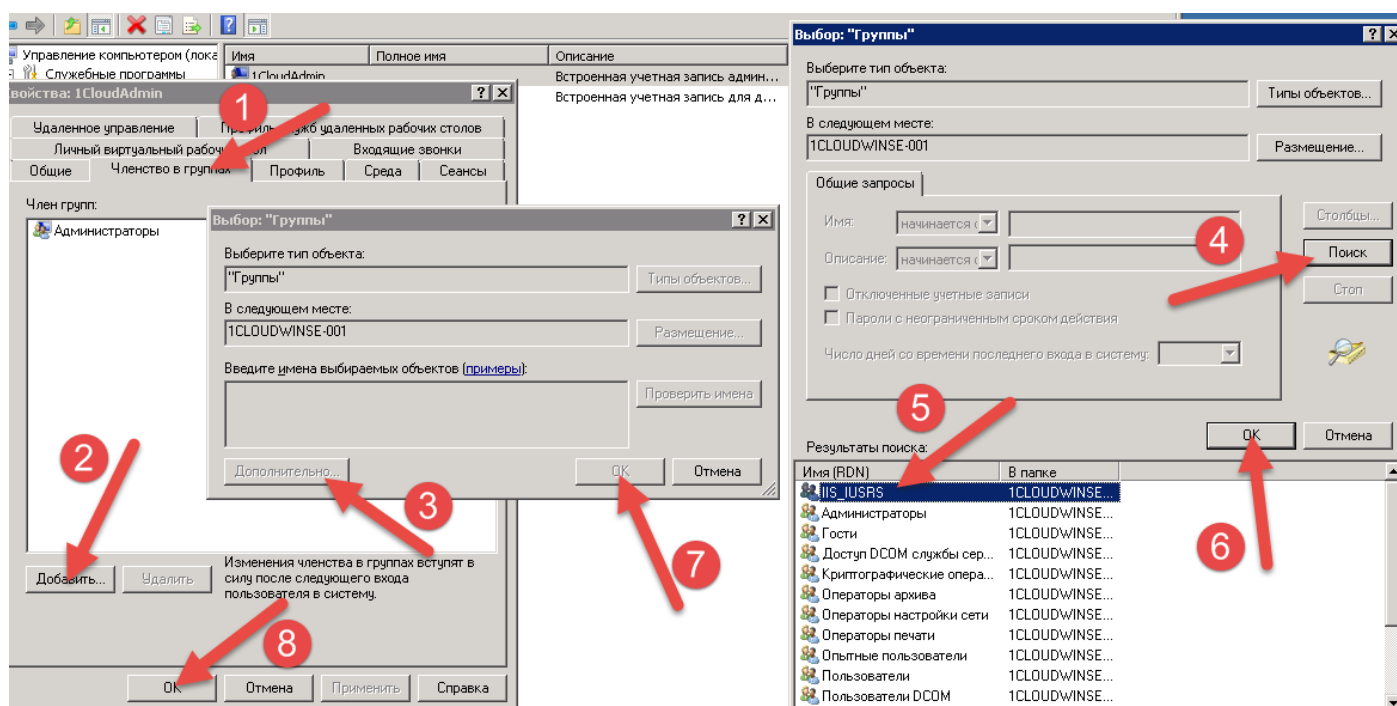 Управление компьютером (лока
Служебные программы
Имя
Полное имя
Описание
1CloudAdmin
Встроенная учетная запись админ...
Встроенная учетная запись для д...
войства: 1CloudAdmin
1
Удаленное управление
рабочих столов
Личный виртуальный
Входящие звонки
Общие
Членство в группах
Профиль
Среда
Сеансы
Член групп:
Администраторы
2
Добавить...
Удалить
Изменения членства в группах вступят в
силу после следующего входа
пользователя в систему.
8
OK
Отмена
Применить
Справка
Выбор: "Группы"
Выберите тип объекта:
"Группы"
Типы объектов...
В следующем месте:
1CLOUDWINSE-001
Размещение...
Введите имена выбираемых объектов (примеры):
Проверить имена
Дополнительно...
OK
Отмена
3
7
Выбор: "Группы"
Выберите тип объекта:
"Группы"
Типы объектов...
В следующем месте:
1CLOUDWINSE-001
Размещение...
Общие запросы
Имя:
начинается с
Описание:
начинается с
Отключенные учетные записи
Пароли с неограниченным сроком действия
Число дней со времени последнего входа в систему:
Столбцы...
4
Поиск
Стоп
5
OK
Отмена
Результаты поиска:
Имя (RDN)
В папке
IIS_IUSRS 1CLOUDWINSE...
Администраторы 1CLOUDWINSE...
Гости 1CLOUDWINSE...
Доступ DCOM службы сер... 1CLOUDWINSE...
Криптографические опера... 1CLOUDWINSE...
Операторы архива 1CLOUDWINSE...
Операторы настройки сети 1CLOUDWINSE...
Операторы печати 1CLOUDWINSE...
Опытные пользователи 1CLOUDWINSE...
Пользователи 1CLOUDWINSE...
Пользователи DCOM 1CLOUDWINSE...
6